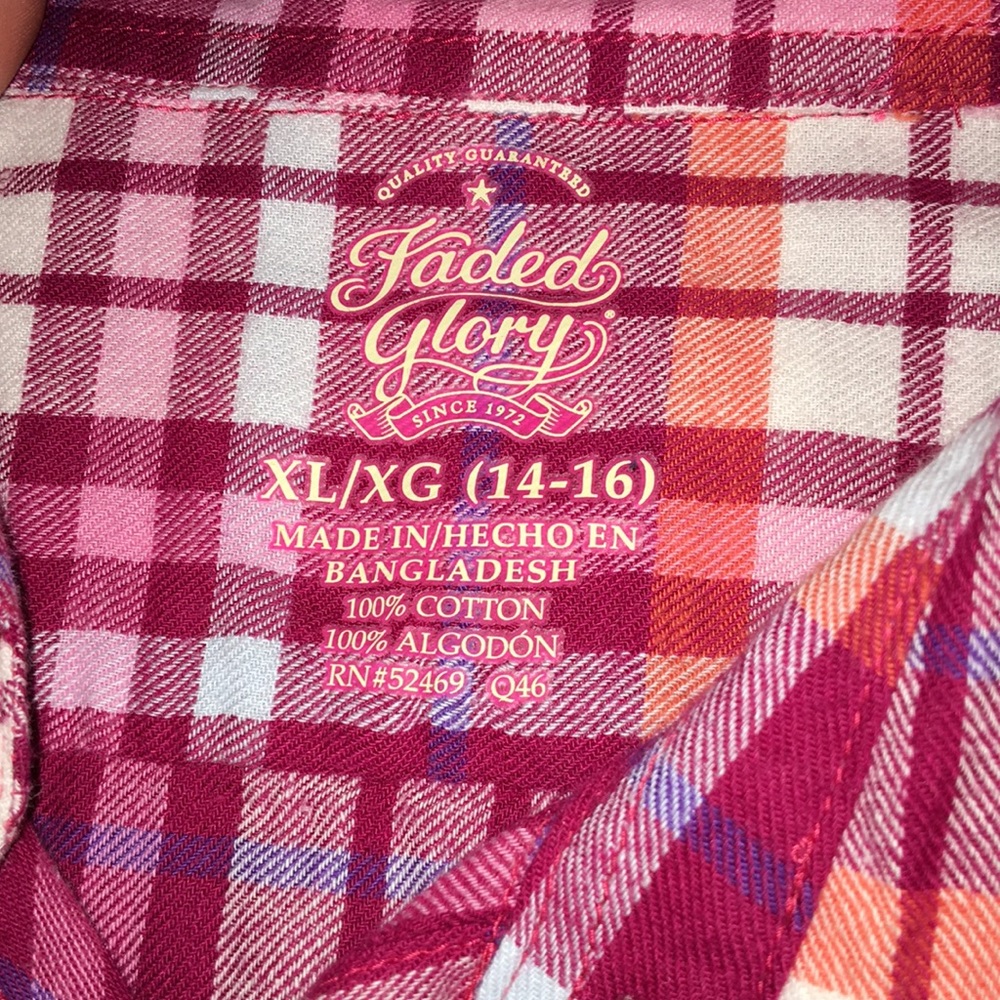 QUALITY GUARANTEED
Faded
Glory®
SINCE 1972
XL/XG (14-16)
MADE IN/HECHO EN
BANGLADESH
100% COTTON
100% ALGODÓN
RN#52469 Q46